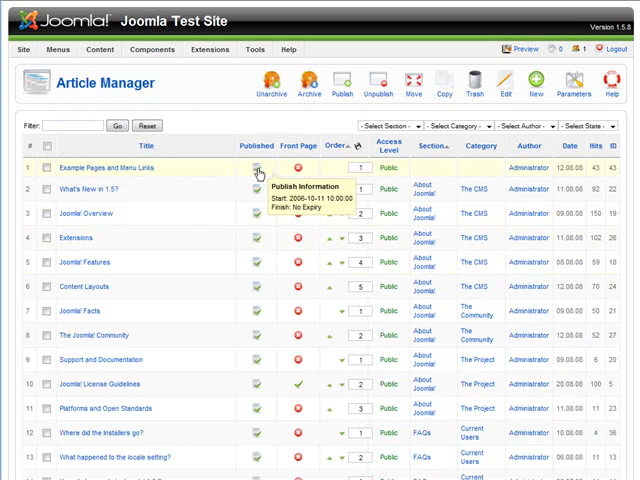 Joomla! Joomla Test Site
Version 1.5.8
Site Menus Content Components Extensions Tools Help Preview 0 1 Logout
Article Manager
Unarchive Archive Publish Unpublish Move Copy Trash Edit New Parameters Help
Filter: Go Reset - Select Section - - Select Category - - Select Author - - Select State -
# Title Published Front Page Order Access Level Section Category Author Date Hits ID
1 Example Pages and Menu Links 1 Public Administrator 12.08.08 43 43
Publish Information
Start: 2006-10-11 10:00:00
Finish: No Expiry
2 What's New in 1.5? 1 Public About Joomla! The CMS Administrator 11.08.08 92 22
3 Joomla! Overview 2 Public About Joomla! The CMS Administrator 09.08.08 150 19
4 Extensions 3 Public About Joomla! The CMS Administrator 11.08.08 102 26
5 Joomla! Features 4 Public About Joomla! The CMS Administrator 08.08.08 59 18
6 Content Layouts 5 Public About Joomla! The CMS Administrator 12.08.08 70 24
7 Joomla! Facts 1 Public About Joomla! The Community Administrator 09.08.08 50 21
8 The Joomla! Community 2 Public About Joomla! The Community Administrator 12.08.08 52 27
9 Support and Documentation 1 Public About Joomla! The Project Administrator 09.08.08 6 20
10 Joomla! License Guidelines 2 Public About Joomla! The Project Administrator 20.08.08 100 5
11 Platforms and Open Standards 3 Public About Joomla! The Project Administrator 11.08.08 11 23
12 Where did the Installers go? 1 Public FAQs Current Users Administrator 10.08.08 4 36
13 What happened to the locale setting? 2 Public FAQs Current Users Administrator 06.08.08 11 28